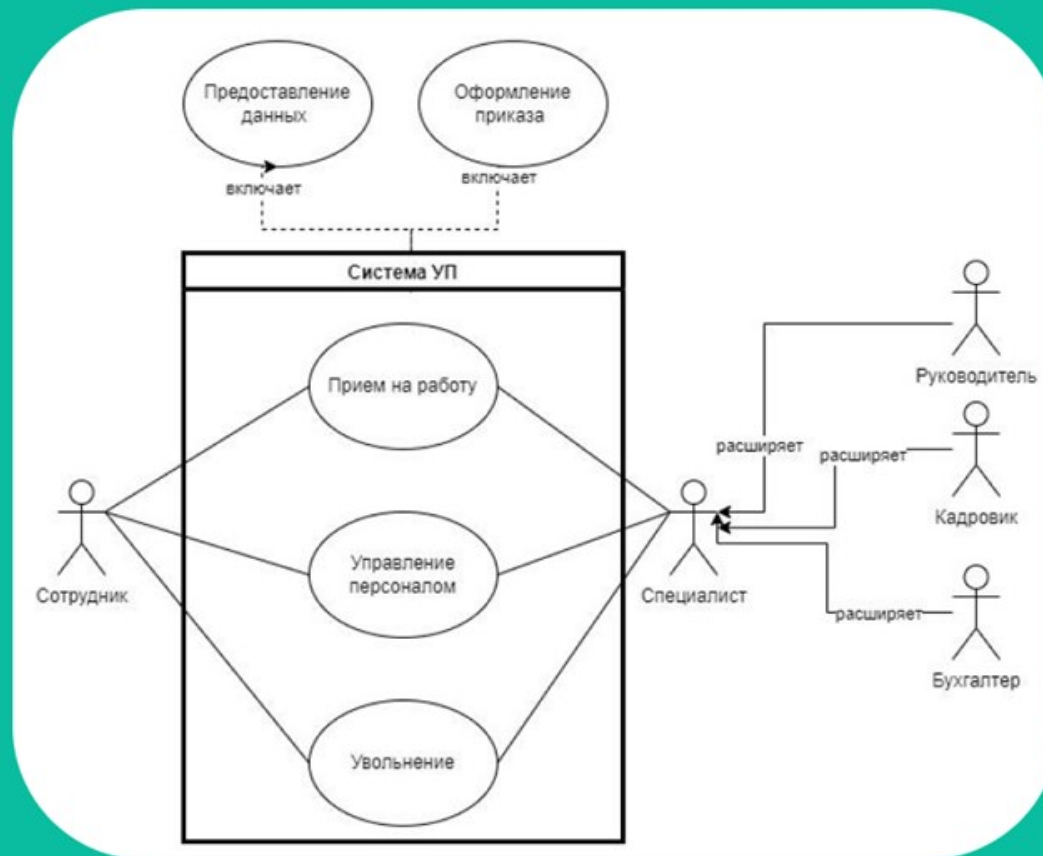 Предоставление
данных
Оформление
приказа
включает
включает
Система УП
Прием на работу
Руководитель
расширяет
расширяет
Кадровик
Управление
персоналом
Сотрудник
Специалист
расширяет
Бухгалтер
Увольнение